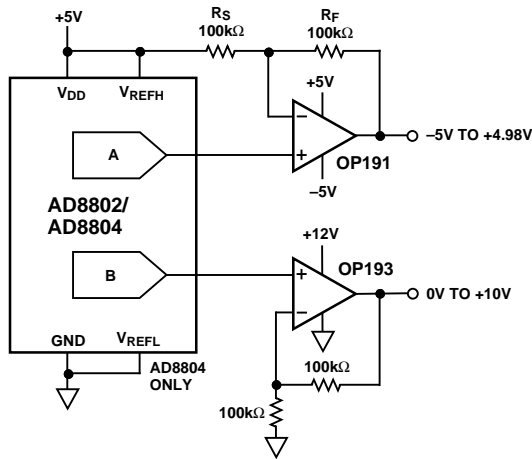 +5V
RS
100kΩ
RF
100kΩ
VDD
VREFH
+5V
–
+
OP191
–5V
–5V TO +4.98V
A
AD8802/
AD8804
B
+12V
OP193
+
–
0V TO +10V
GND
VREFL
AD8804
ONLY
100kΩ
100kΩ